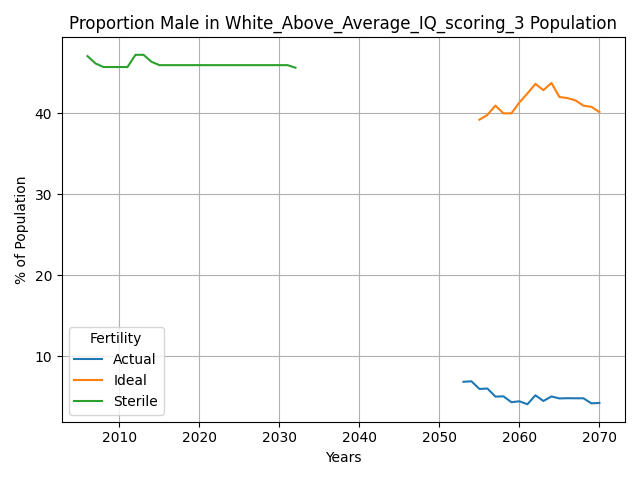 Proportion Male in White_Above_Average_IQ_scoring_3 Population
% of Population
40
30
20
10
Fertility
Actual
Ideal
Sterile
2010 2020 2030 2040 2050 2060 2070
Years